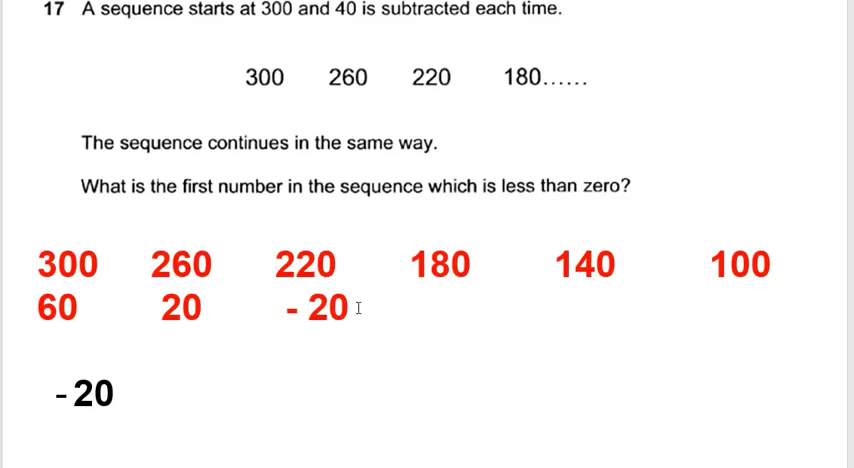 17 A sequence starts at 300 and 40 is subtracted each time.
300 260 220 180......
The sequence continues in the same way.
What is the first number in the sequence which is less than zero?
300 260 220 180 140 100
60 20 - 20
- 20